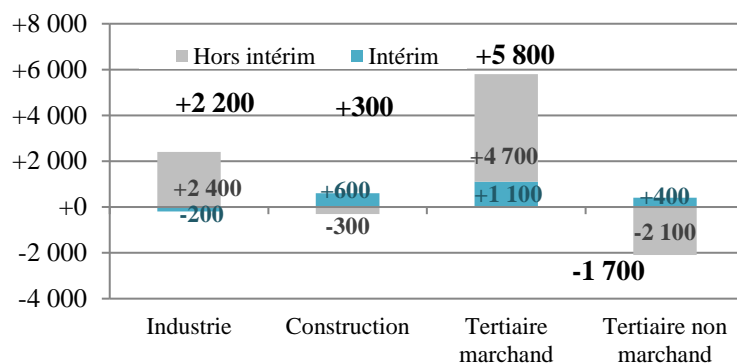 +8 000
Hors intérim Intérim
+5 800
+6 000
+2 200 +300
+4 000
+4 700
+2 000
+2 400 +600 +1 100 +400
+0
-200 -300 -2 100
-2 000
-1 700
-4 000
Industrie Construction Tertiaire marchand Tertiaire non marchand